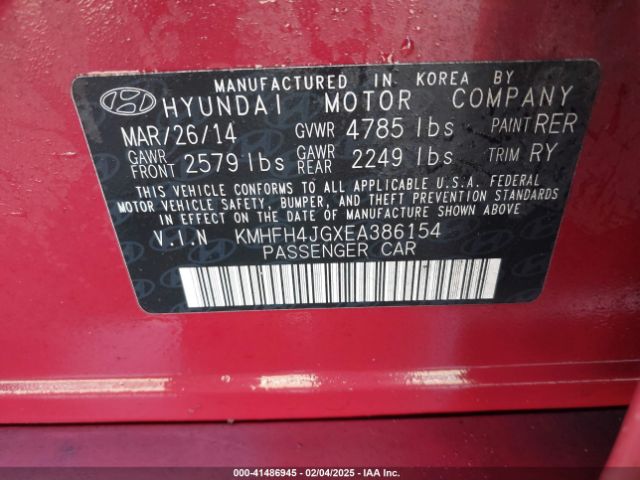 MANUFACTURED IN KOREA BY
HYUNDAI MOTOR COMPANY
MAR/26/14 GVWR 4785 lbs PAINT RER
GAWR FRONT 2579 lbs GAWR REAR 2249 lbs TRIM RY
THIS VEHICLE CONFORMS TO ALL APPLICABLE U.S.A. FEDERAL
MOTOR VEHICLE SAFETY, BUMPER, AND THEFT PREVENTION STANDARDS
IN EFFECT ON THE DATE OF MANUFACTURE SHOWN ABOVE.
V.I.N KMHFH4JGXEA386154
PASSENGER CAR
000-41486945 - 02/04/2025 - IAAI.COM